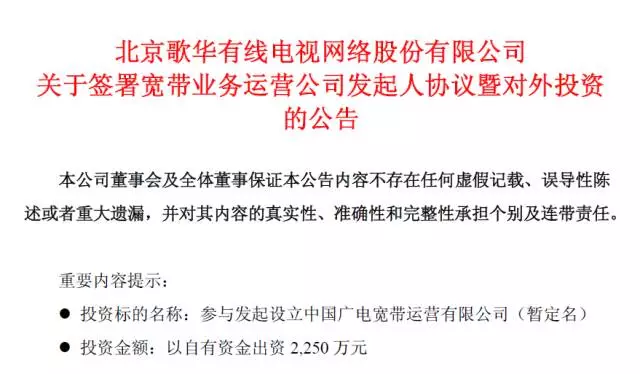 北京歌华有线电视网络股份有限公司
关于签署宽带业务运营公司发起人协议暨对外投资
的公告
本公司董事会及全体董事保证本公告内容不存在任何虚假记载、误导性陈
述或者重大遗漏，并对其内容的真实性、准确性和完整性承担个别及连带责任。
重要内容提示：
● 投资标的名称：参与发起设立中国广电宽带运营有限公司（暂定名）
● 投资金额：以自有资金出资 2,250 万元